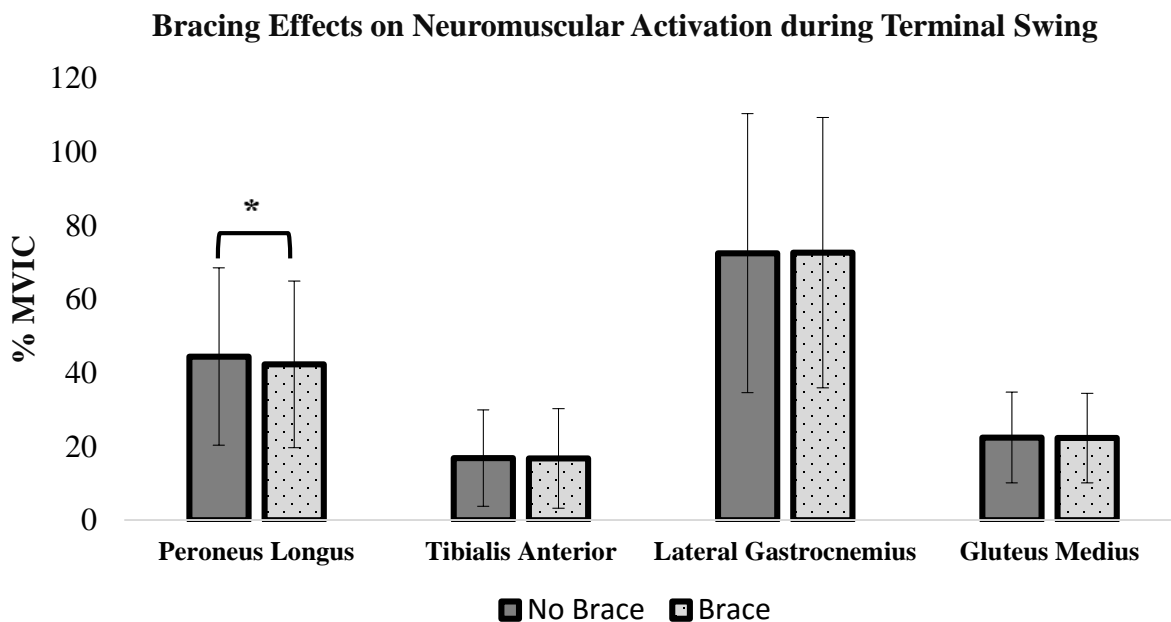 Bracing Effects on Neuromuscular Activation during Terminal Swing
120
100
80
60
40
20
0
% MVIC
*
Peroneus Longus
Tibialis Anterior
Lateral Gastrocnemius
Gluteus Medius
No Brace
Brace